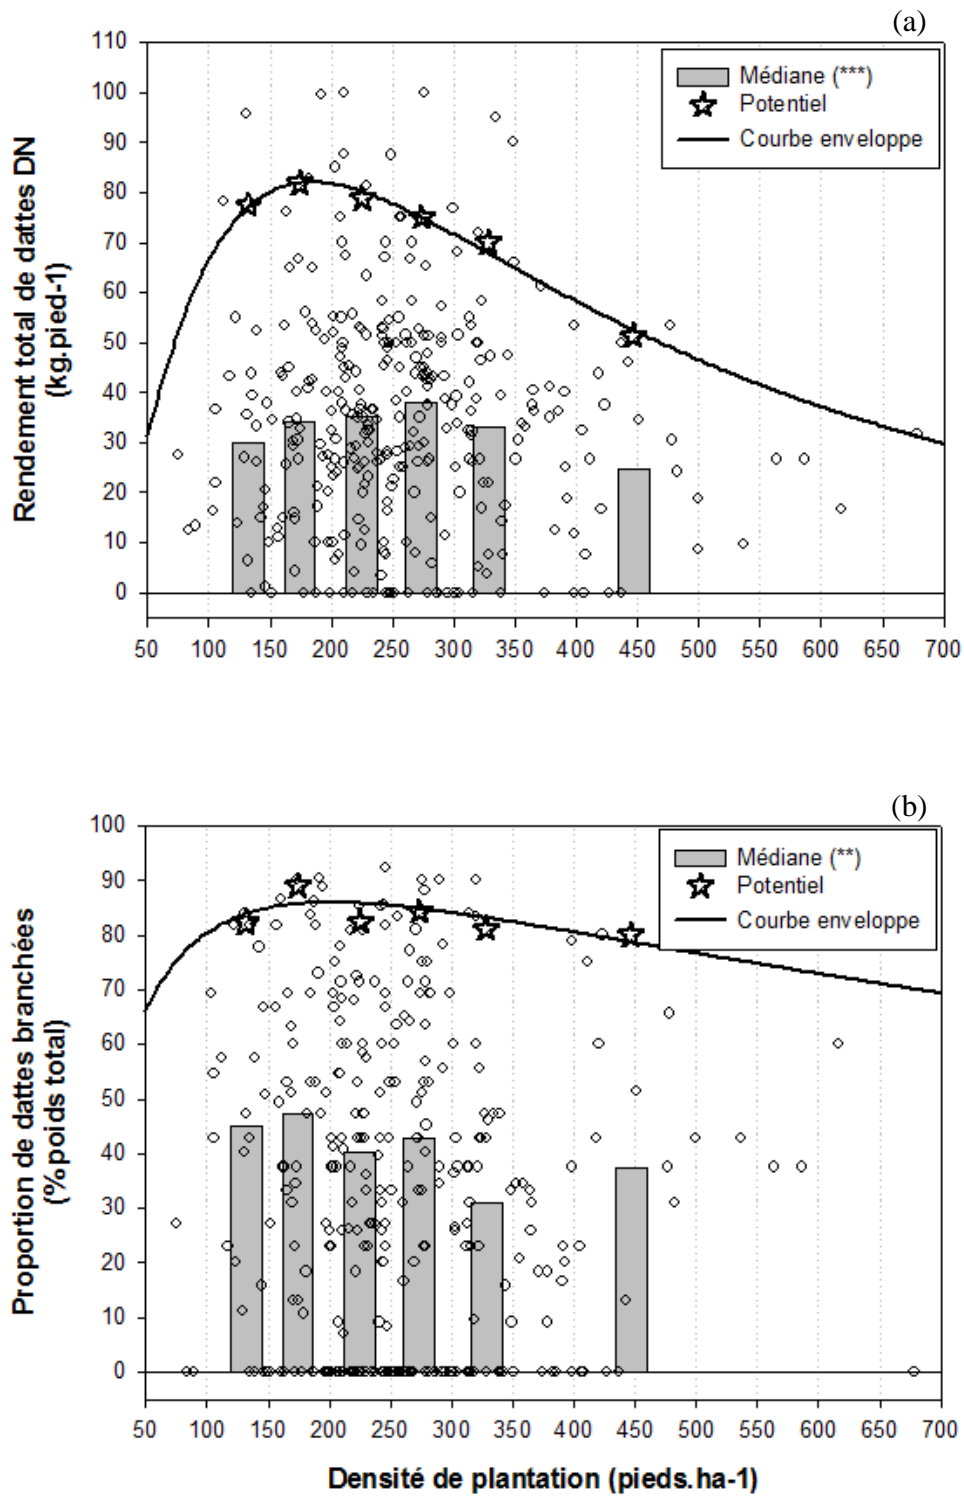 (a)
110
100
90
80
70
60
50
40
30
20
10
0
Rendement total de dattes DN
(kg.pied-1)
Médiane (***)
Potentiel
Courbe enveloppe
50 100 150 200 250 300 350 400 450 500 550 600 650 700
(b)
100
90
80
70
60
50
40
30
20
10
0
Proportion de dattes branchées
(%poids total)
Médiane (**)
Potentiel
Courbe enveloppe
50 100 150 200 250 300 350 400 450 500 550 600 650 700
Densité de plantation (pieds.ha-1)